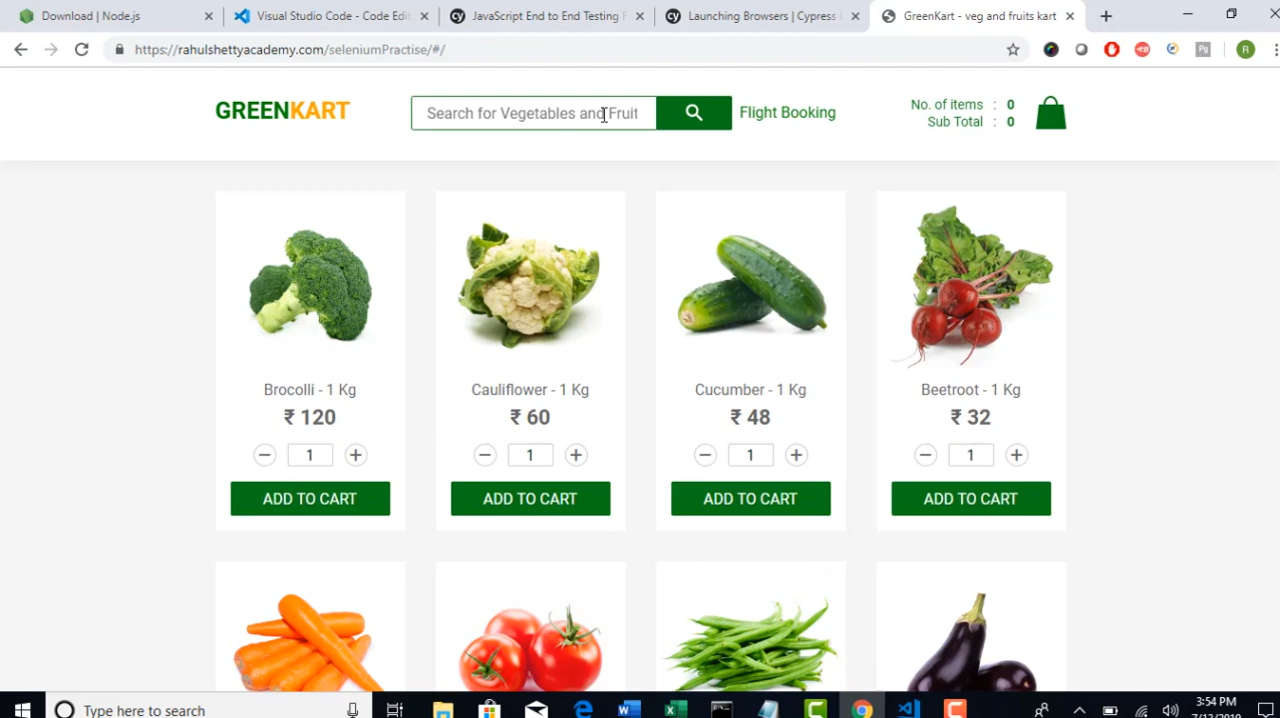 Download | Node.js
Visual Studio Code - Code Edi
JavaScript End to End Testing F
Launching Browsers | Cypress
GreenKart - veg and fruits kart
https://rahulshettyacademy.com/seleniumPractise/#/
GREENKART
Search for Vegetables and Fruit
Flight Booking
No. of items : 0
Sub Total : 0
Brocolli - 1 Kg
Cauliflower - 1 Kg
Cucumber - 1 Kg
Beetroot - 1 Kg
₹ 120
₹ 60
₹ 48
₹ 32
1
1
1
1
ADD TO CART
ADD TO CART
ADD TO CART
ADD TO CART
Type here to search
3:54 PM